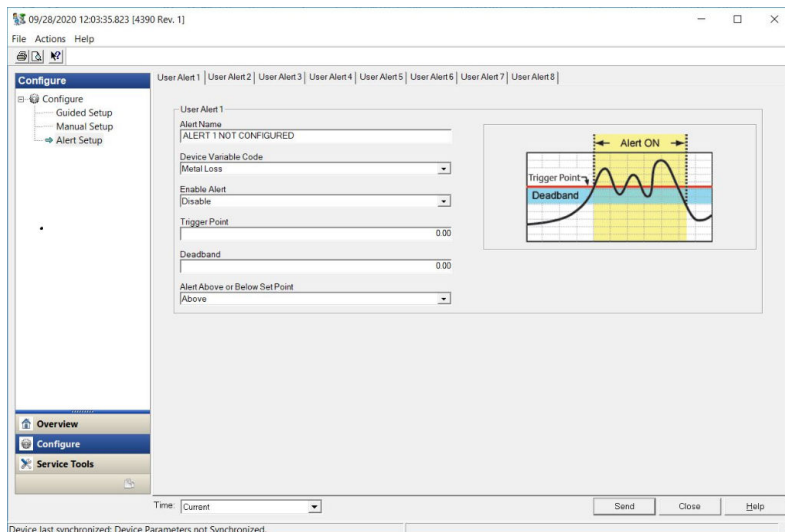 09/28/2020 12:03:35.823 [4390 Rev. 1]
File Actions Help
Configure
Configure
Guided Setup
Manual Setup
Alert Setup
Overview
Configure
Service Tools
User Alert 1 User Alert 2 User Alert 3 User Alert 4 User Alert 5 User Alert 6 User Alert 7 User Alert 8
User Alert 1
Alert Name
ALERT 1 NOT CONFIGURED
Device Variable Code
Metal Loss
Enable Alert
Disable
Trigger Point
0.00
Deadband
0.00
Alert Above or Below Set Point
Above
Alert ON
Trigger Point
Deadband
Time: Current
Send Close Help
Device last synchronized: Device Parameters not Synchronized.